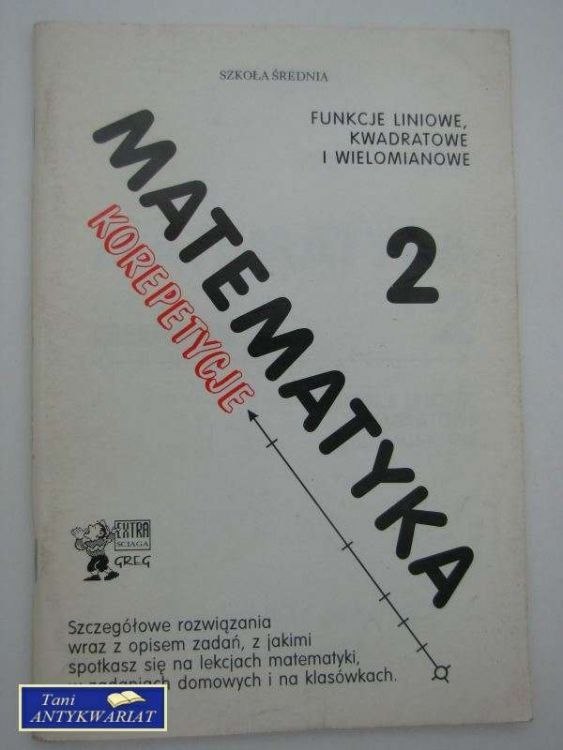 SZKOŁA ŚREDNIA
FUNKCJE LINIOWE,
KWADRATOWE
I WIELOMIANOWE
2
MATEMATYKA
KOREPETYCJE
EXTRA
ŚCIĄGA
GREG
Szczegółowe rozwiązania
wraz z opisem zadań, z jakimi
spotkasz się na lekcjach matematyki,
w zadaniach domowych i na klasówkach.
Tani
ANTYKWARIAT